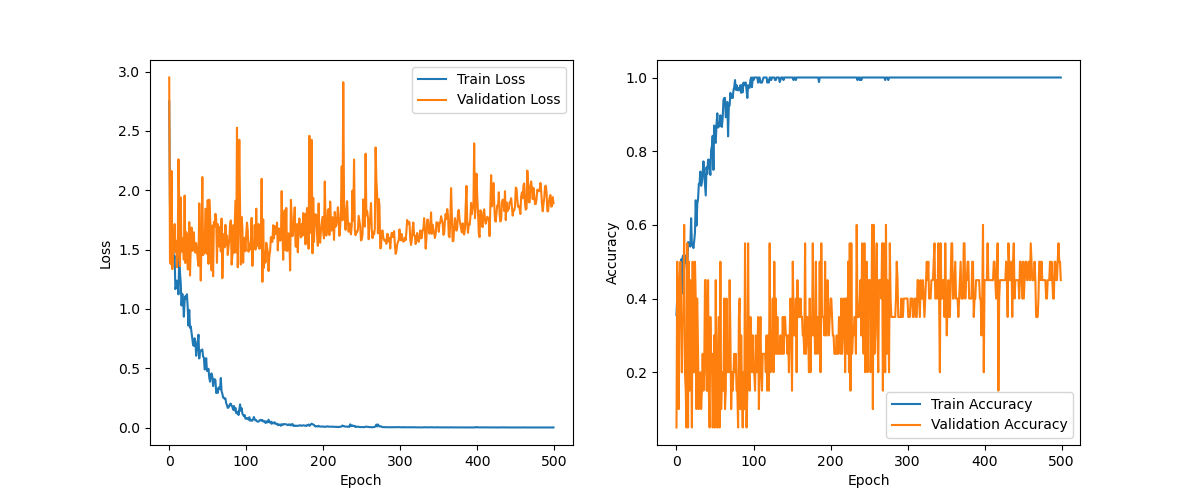 3.0
2.5
2.0
1.5
1.0
0.5
0.0
Loss
0 100 200 300 400 500
Epoch
Train Loss
Validation Loss
1.0
0.8
0.6
0.4
0.2
Accuracy
0 100 200 300 400 500
Epoch
Train Accuracy
Validation Accuracy